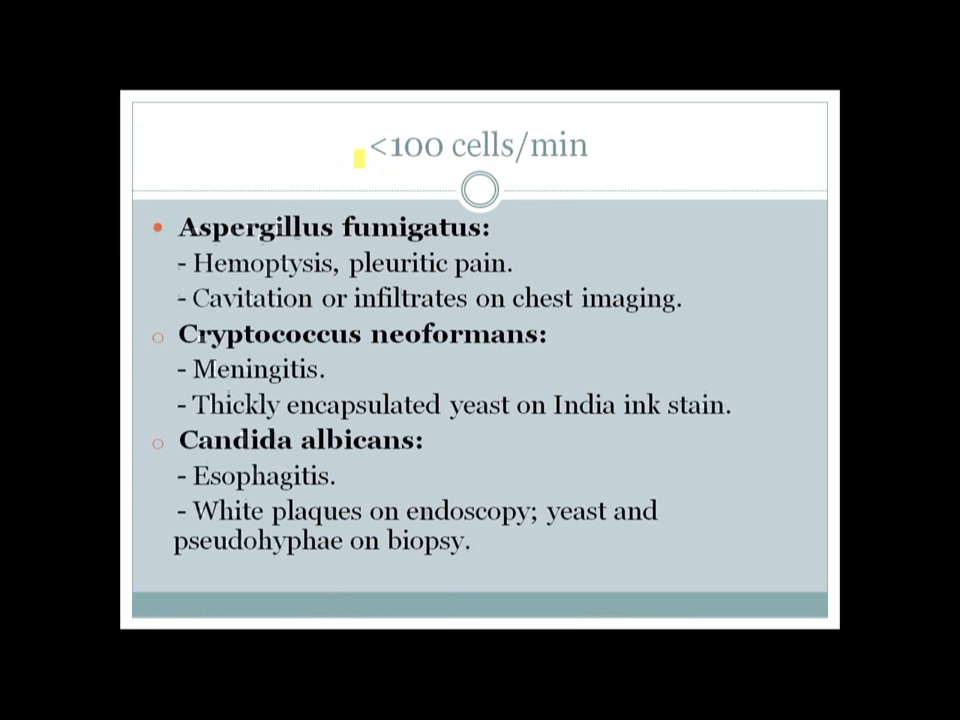 <100 cells/min
• Aspergillus fumigatus:
- Hemoptysis, pleuritic pain.
- Cavitation or infiltrates on chest imaging.
o Cryptococcus neoformans:
- Meningitis.
- Thickly encapsulated yeast on India ink stain.
o Candida albicans:
- Esophagitis.
- White plaques on endoscopy; yeast and
pseudohyphae on biopsy.